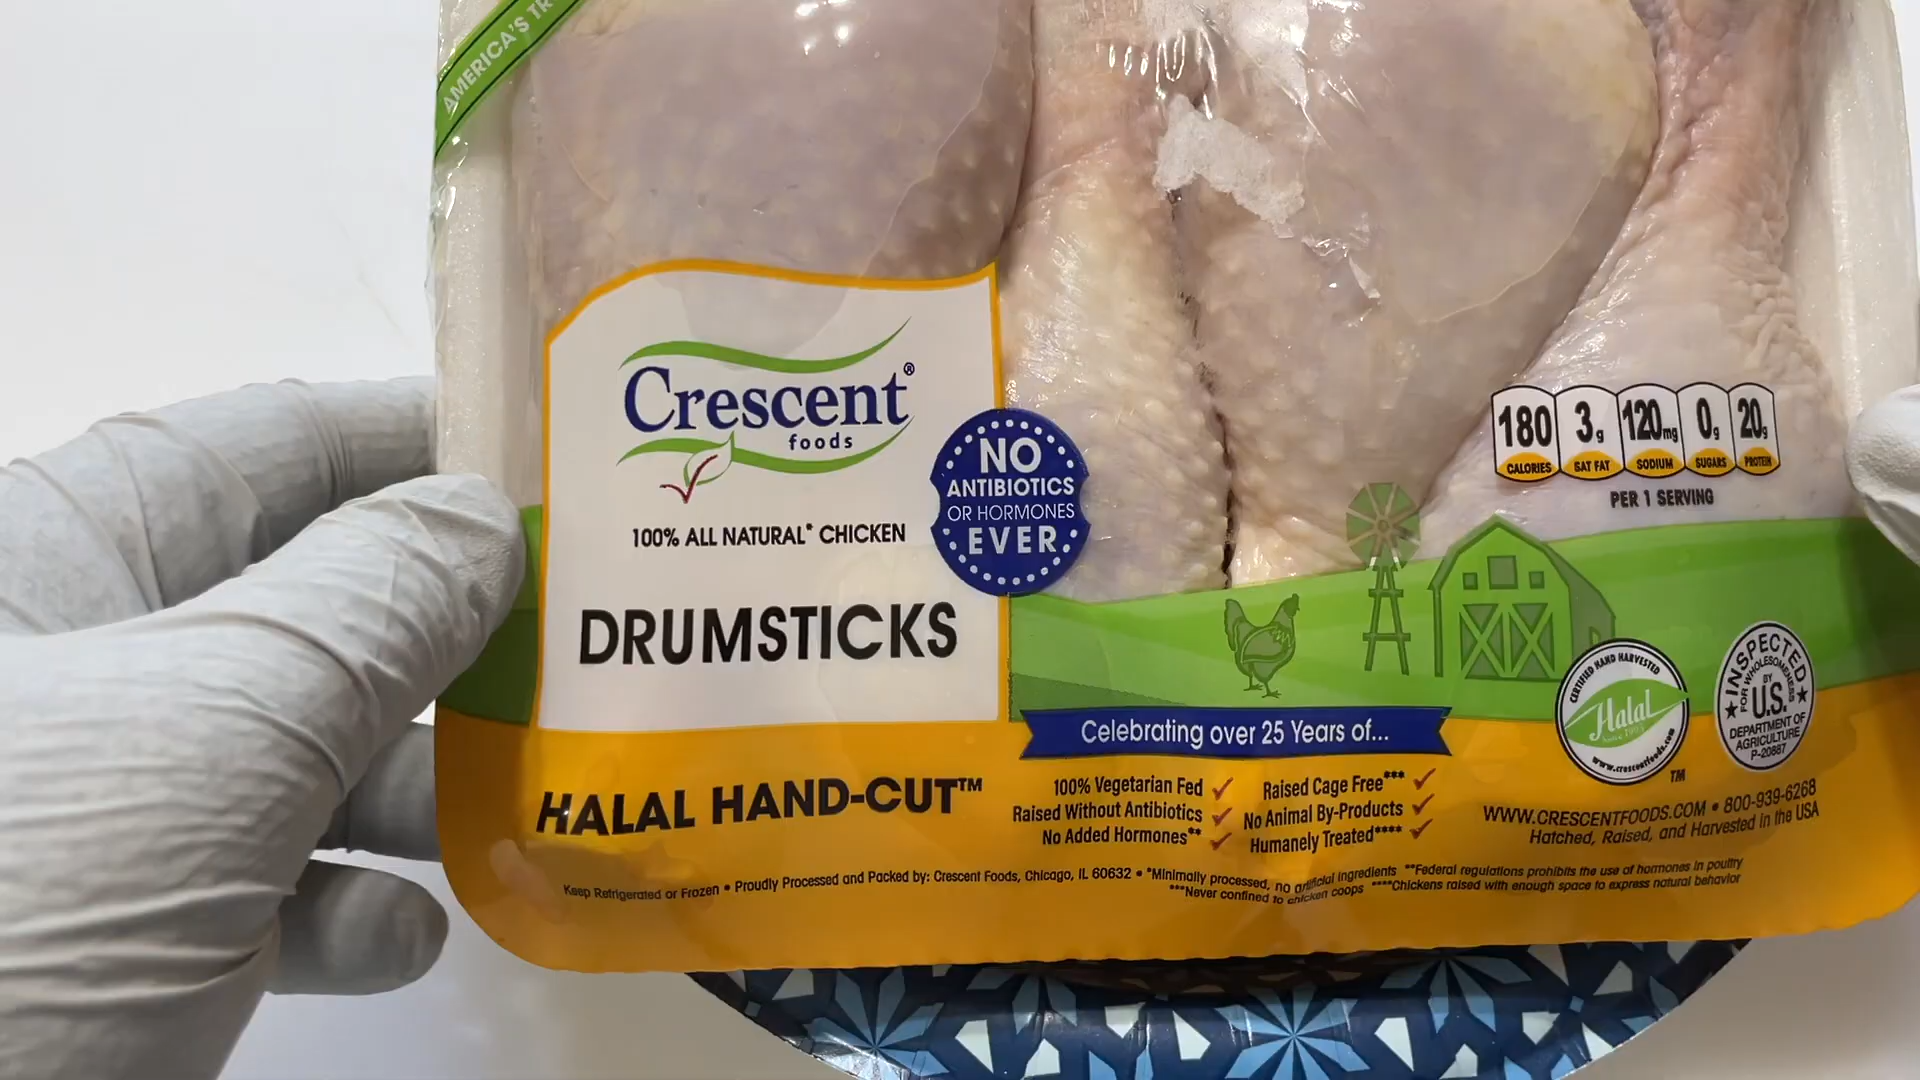 AMERICA'S TR
Crescent®
foods
100% ALL NATURAL* CHICKEN
DRUMSTICKS
HALAL HAND-CUT™
NO
ANTIBIOTICS
OR HORMONES
EVER
180 3g 120mg 0g 20g
CALORIES SAT FAT SODIUM SUGARS PROTEIN
PER 1 SERVING
Celebrating over 25 Years of...
100% Vegetarian Fed
Raised Without Antibiotics
No Added Hormones**
Raised Cage Free***
No Animal By-Products
Humanely Treated****
CERTIFIED HAND HARVESTED
Halal
Since 1995
www.crescentfoods.com
TM
INSPECTED
FOR WHOLESOMENESS
BY
U.S.
DEPARTMENT OF
AGRICULTURE
P-20887
WWW.CRESCENTFOODS.COM • 800-939-6268
Hatched, Raised, and Harvested in the USA
Keep Refrigerated or Frozen • Proudly Processed and Packed by: Crescent Foods, Chicago, IL 60632 • *Minimally processed, no artificial ingredients **Federal regulations prohibits the use of hormones in poultry
***Never confined to chicken coops ****Chickens raised with enough space to express natural behavior